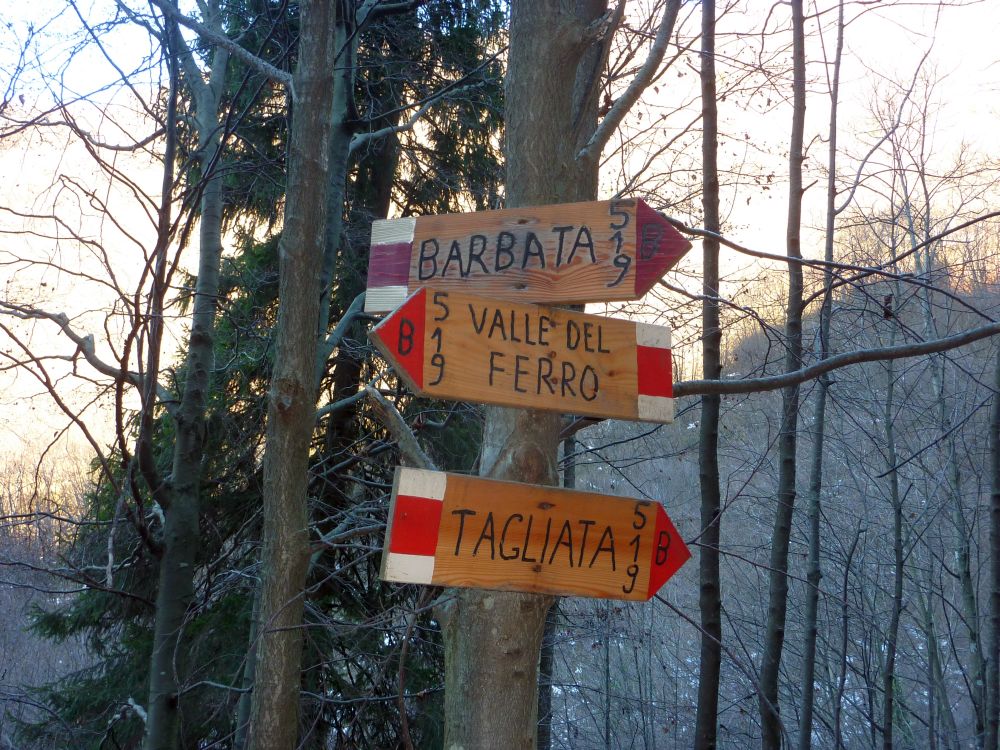 BARBATA 519 B
B 519 VALLE DEL
FERRO
TAGLIATA 519 B